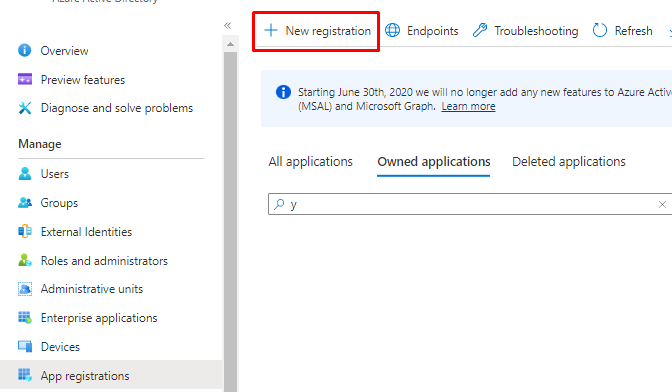 Azure Active Directory
«
Overview
Preview features
Diagnose and solve problems
Manage
Users
Groups
External Identities
Roles and administrators
Administrative units
Enterprise applications
Devices
App registrations
+ New registration Endpoints Troubleshooting Refresh
Starting June 30th, 2020 we will no longer add any new features to Azure Active
(MSAL) and Microsoft Graph. Learn more
All applications Owned applications Deleted applications
y